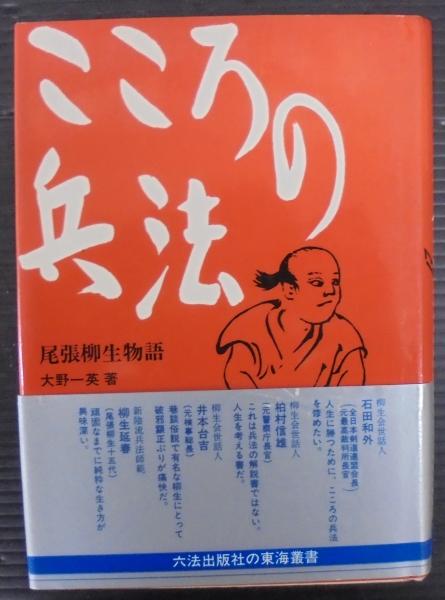 こころの
兵法
尾張柳生物語
大野一英 著
柳生会世話人
石田和外
(全日本剣道連盟会長)
(元最高裁判所長官)
人生に勝つために、こころの兵法
を修めたい。
柳生会世話人
柏村信雄
(元警察庁長官)
これは兵法の解説書ではない。
人生を考える書だ。
柳生会世話人
井本台吉
(元検事総長)
巷談俗説で有名な柳生にとって
破邪顕正ぶりが痛快だ。
新陰流兵法師範
柳生延春
(尾張柳生十五代)
頑固なまでに純粋な生き方が
興味深い。
六法出版社の東海叢書